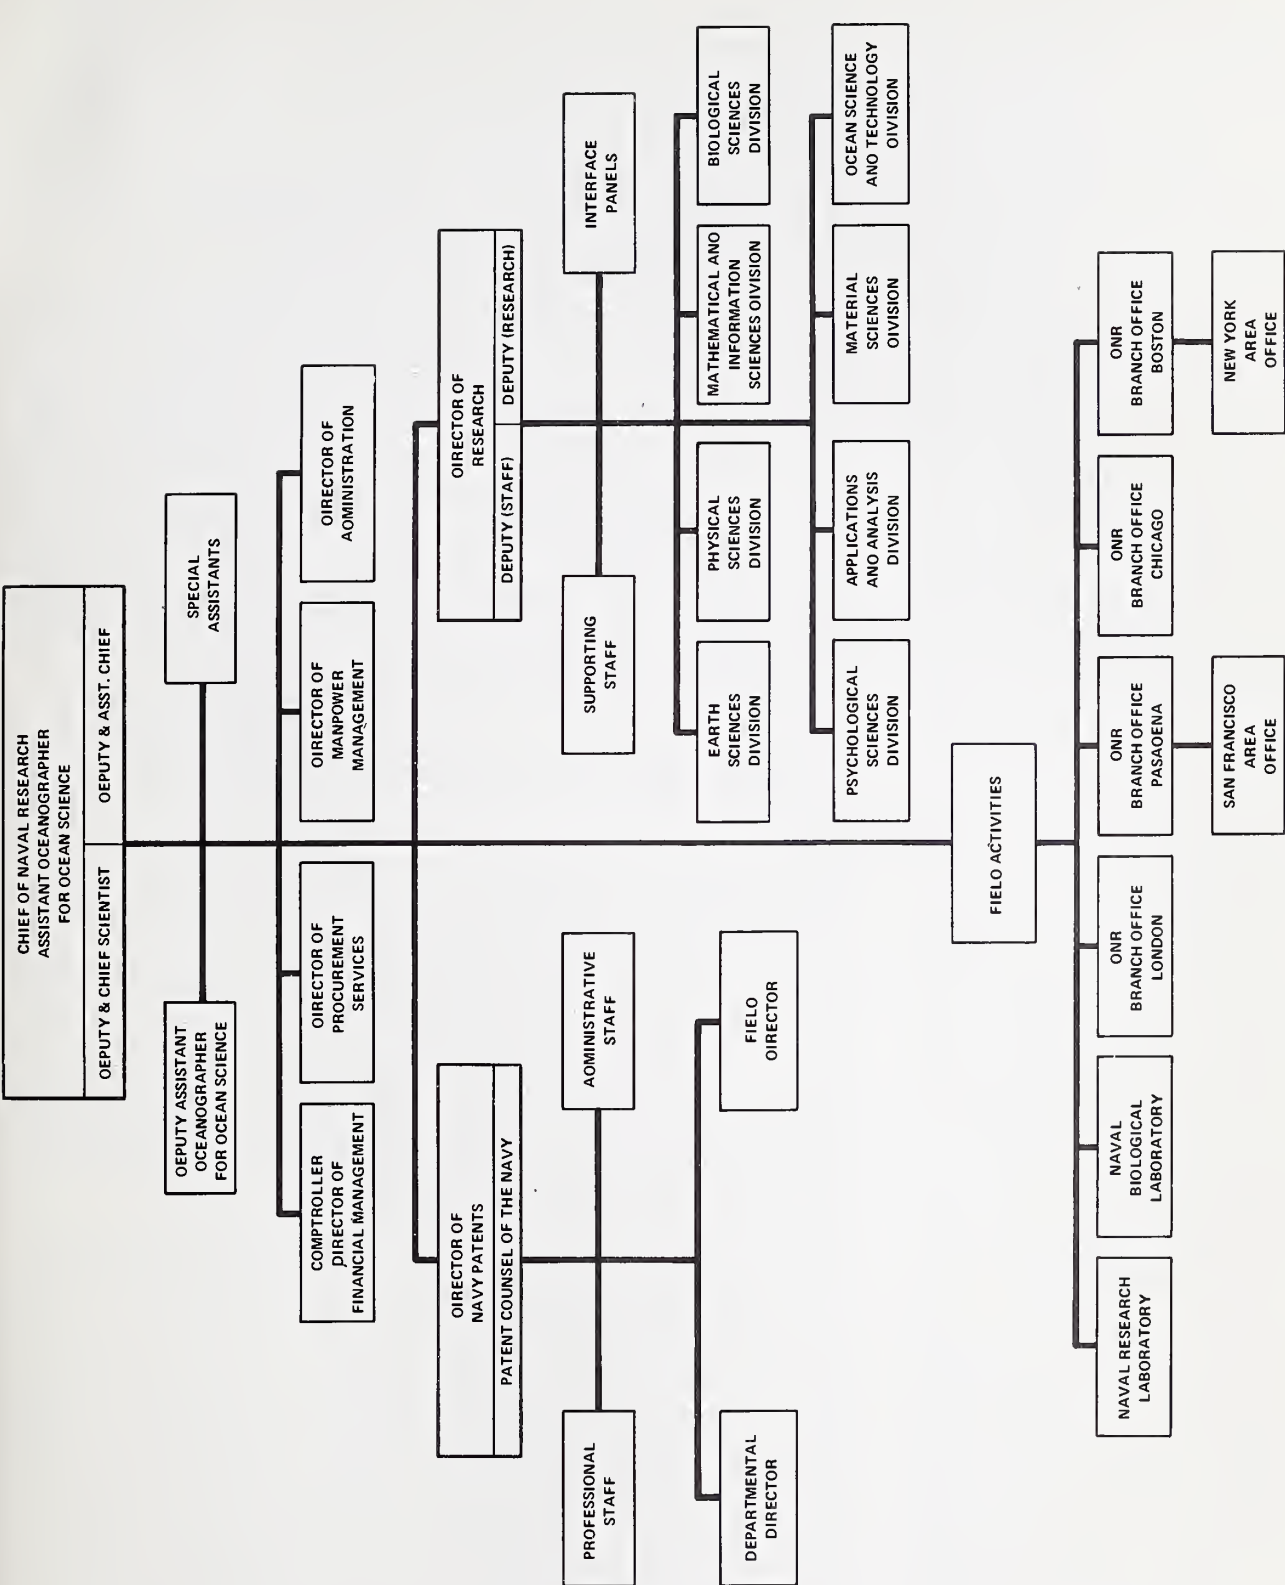 CHIEF OF NAVAL RESEARCH
ASSISTANT OCEANOGRAPHER
FOR OCEAN SCIENCE
OEPUTY & CHIEF SCIENTIST
OEPUTY & ASST. CHIEF
OEPUTY ASSISTANT
OCEANOGRAPHER
FOR OCEAN SCIENCE
SPECIAL
ASSISTANTS
COMPTROLLER
DIRECTOR OF
FINANCIAL MANAGEMENT
OIRECTOR OF
PROCUREMENT
SERVICES
OIRECTOR OF
MANPOWER
MANAGEMENT
OIRECTOR OF
AOMINISTRATION
OIRECTOR OF
NAVY PATENTS
PATENT COUNSEL OF THE NAVY
OIRECTOR OF
RESEARCH
DEPUTY (STAFF)
DEPUTY (RESEARCH)
PROFESSIONAL
STAFF
AOMINISTRATIVE
STAFF
SUPPORTING
STAFF
INTERFACE
PANELS
DEPARTMENTAL
DIRECTOR
FIELO
OIRECTOR
EARTH
SCIENCES
DIVISION
PHYSICAL
SCIENCES
DIVISION
MATHEMATICAL AND
INFORMATION
SCIENCES OIVISION
BIOLOGICAL
SCIENCES
DIVISION
PSYCHOLOGICAL
SCIENCES
DIVISION
APPLICATIONS
AND ANALYSIS
DIVISION
MATERIAL
SCIENCES
OIVISION
OCEAN SCIENCE
AND TECHNOLOGY
OIVISION
FIELO ACTIVITIES
NAVAL RESEARCH
LABORATORY
NAVAL
BIOLOGICAL
LABORATORY
ONR
BRANCH OFFICE
LONDON
ONR
BRANCH OFFICE
PASAOENA
ONR
BRANCH OFFICE
CHICAGO
ONR
BRANCH OFFICE
BOSTON
SAN FRANCISCO
AREA
OFFICE
NEW YORK
AREA
OFFICE